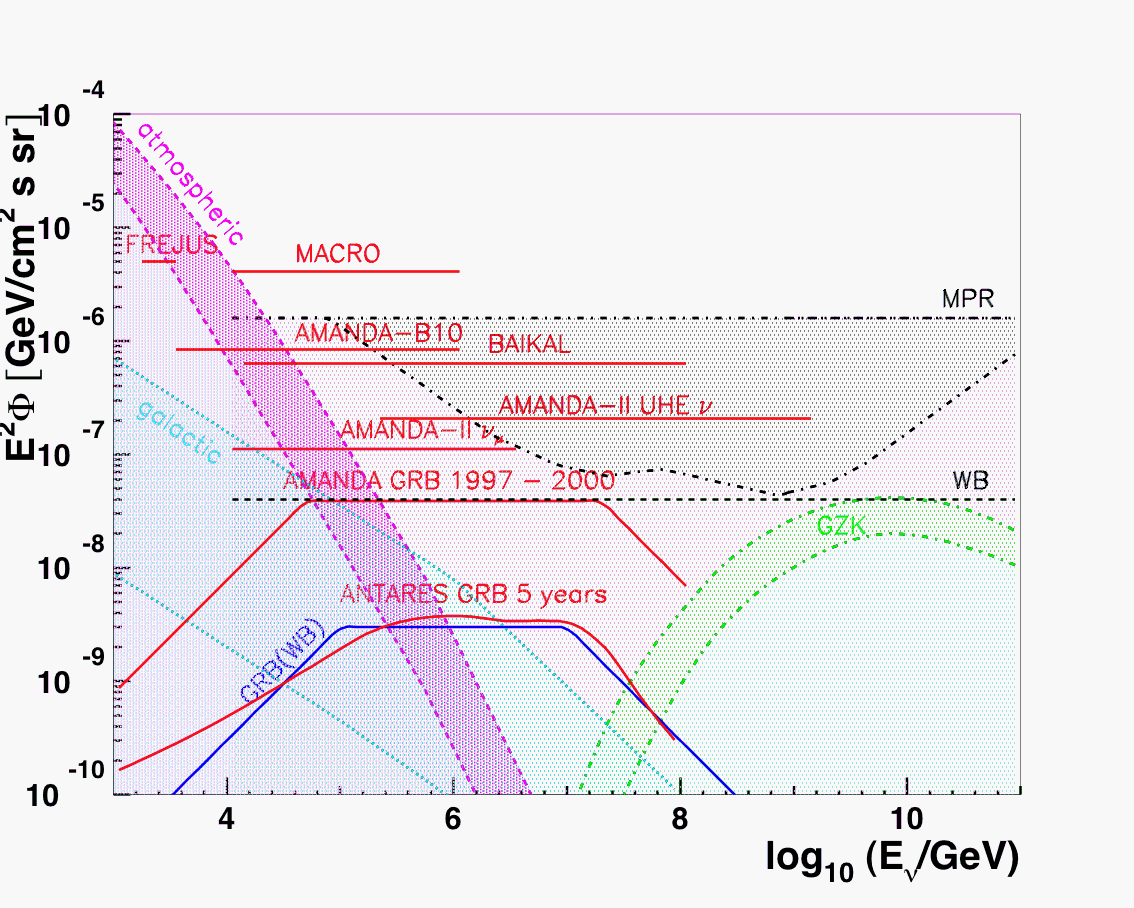 E²Φ [GeV/cm² s sr]
10⁻⁴
10⁻⁵
10⁻⁶
10⁻⁷
10⁻⁸
10⁻⁹
10⁻¹⁰
atmospheric
FREJUS
MACRO
MPR
AMANDA-B10
BAIKAL
galactic
AMANDA-II UHE ν
AMANDA-II νμ
AMANDA GRB 1997 - 2000
WB
GZK
ANTARES GRB 5 years
GRB(WB)
4 6 8 10
log₁₀ (Eν/GeV)